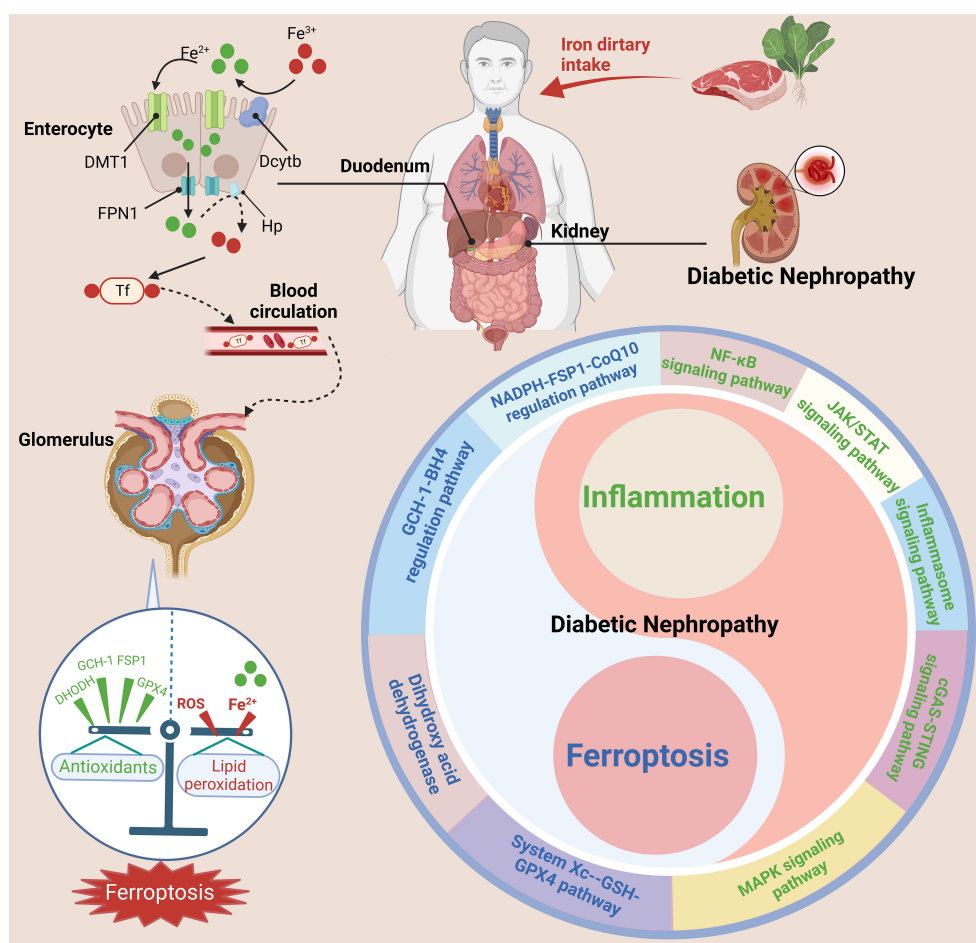 Fe2+
Fe3+
Enterocyte
DMT1
Dcytb
FPN1
Hp
Tf
Blood
circulation
Tf
Tf
Glomerulus
Iron dirtary
intake
Duodenum
Kidney
Diabetic Nephropathy
GCH-1 FSP1
DHODH
GPX4
ROS
Fe2+
Antioxidants
Lipid
peroxidation
Ferroptosis
NADPH-FSP1-CoQ10
regulation pathway
NF-κB
signaling pathway
JAK/STAT
signaling pathway
Inflammasome
signaling pathway
cGAS-STING
signaling pathway
MAPK signaling
pathway
System Xc--GSH-
GPX4 pathway
Dihydroxy acid
dehydrogenase
GCH-1-BH4
regulation pathway
Inflammation
Diabetic Nephropathy
Ferroptosis